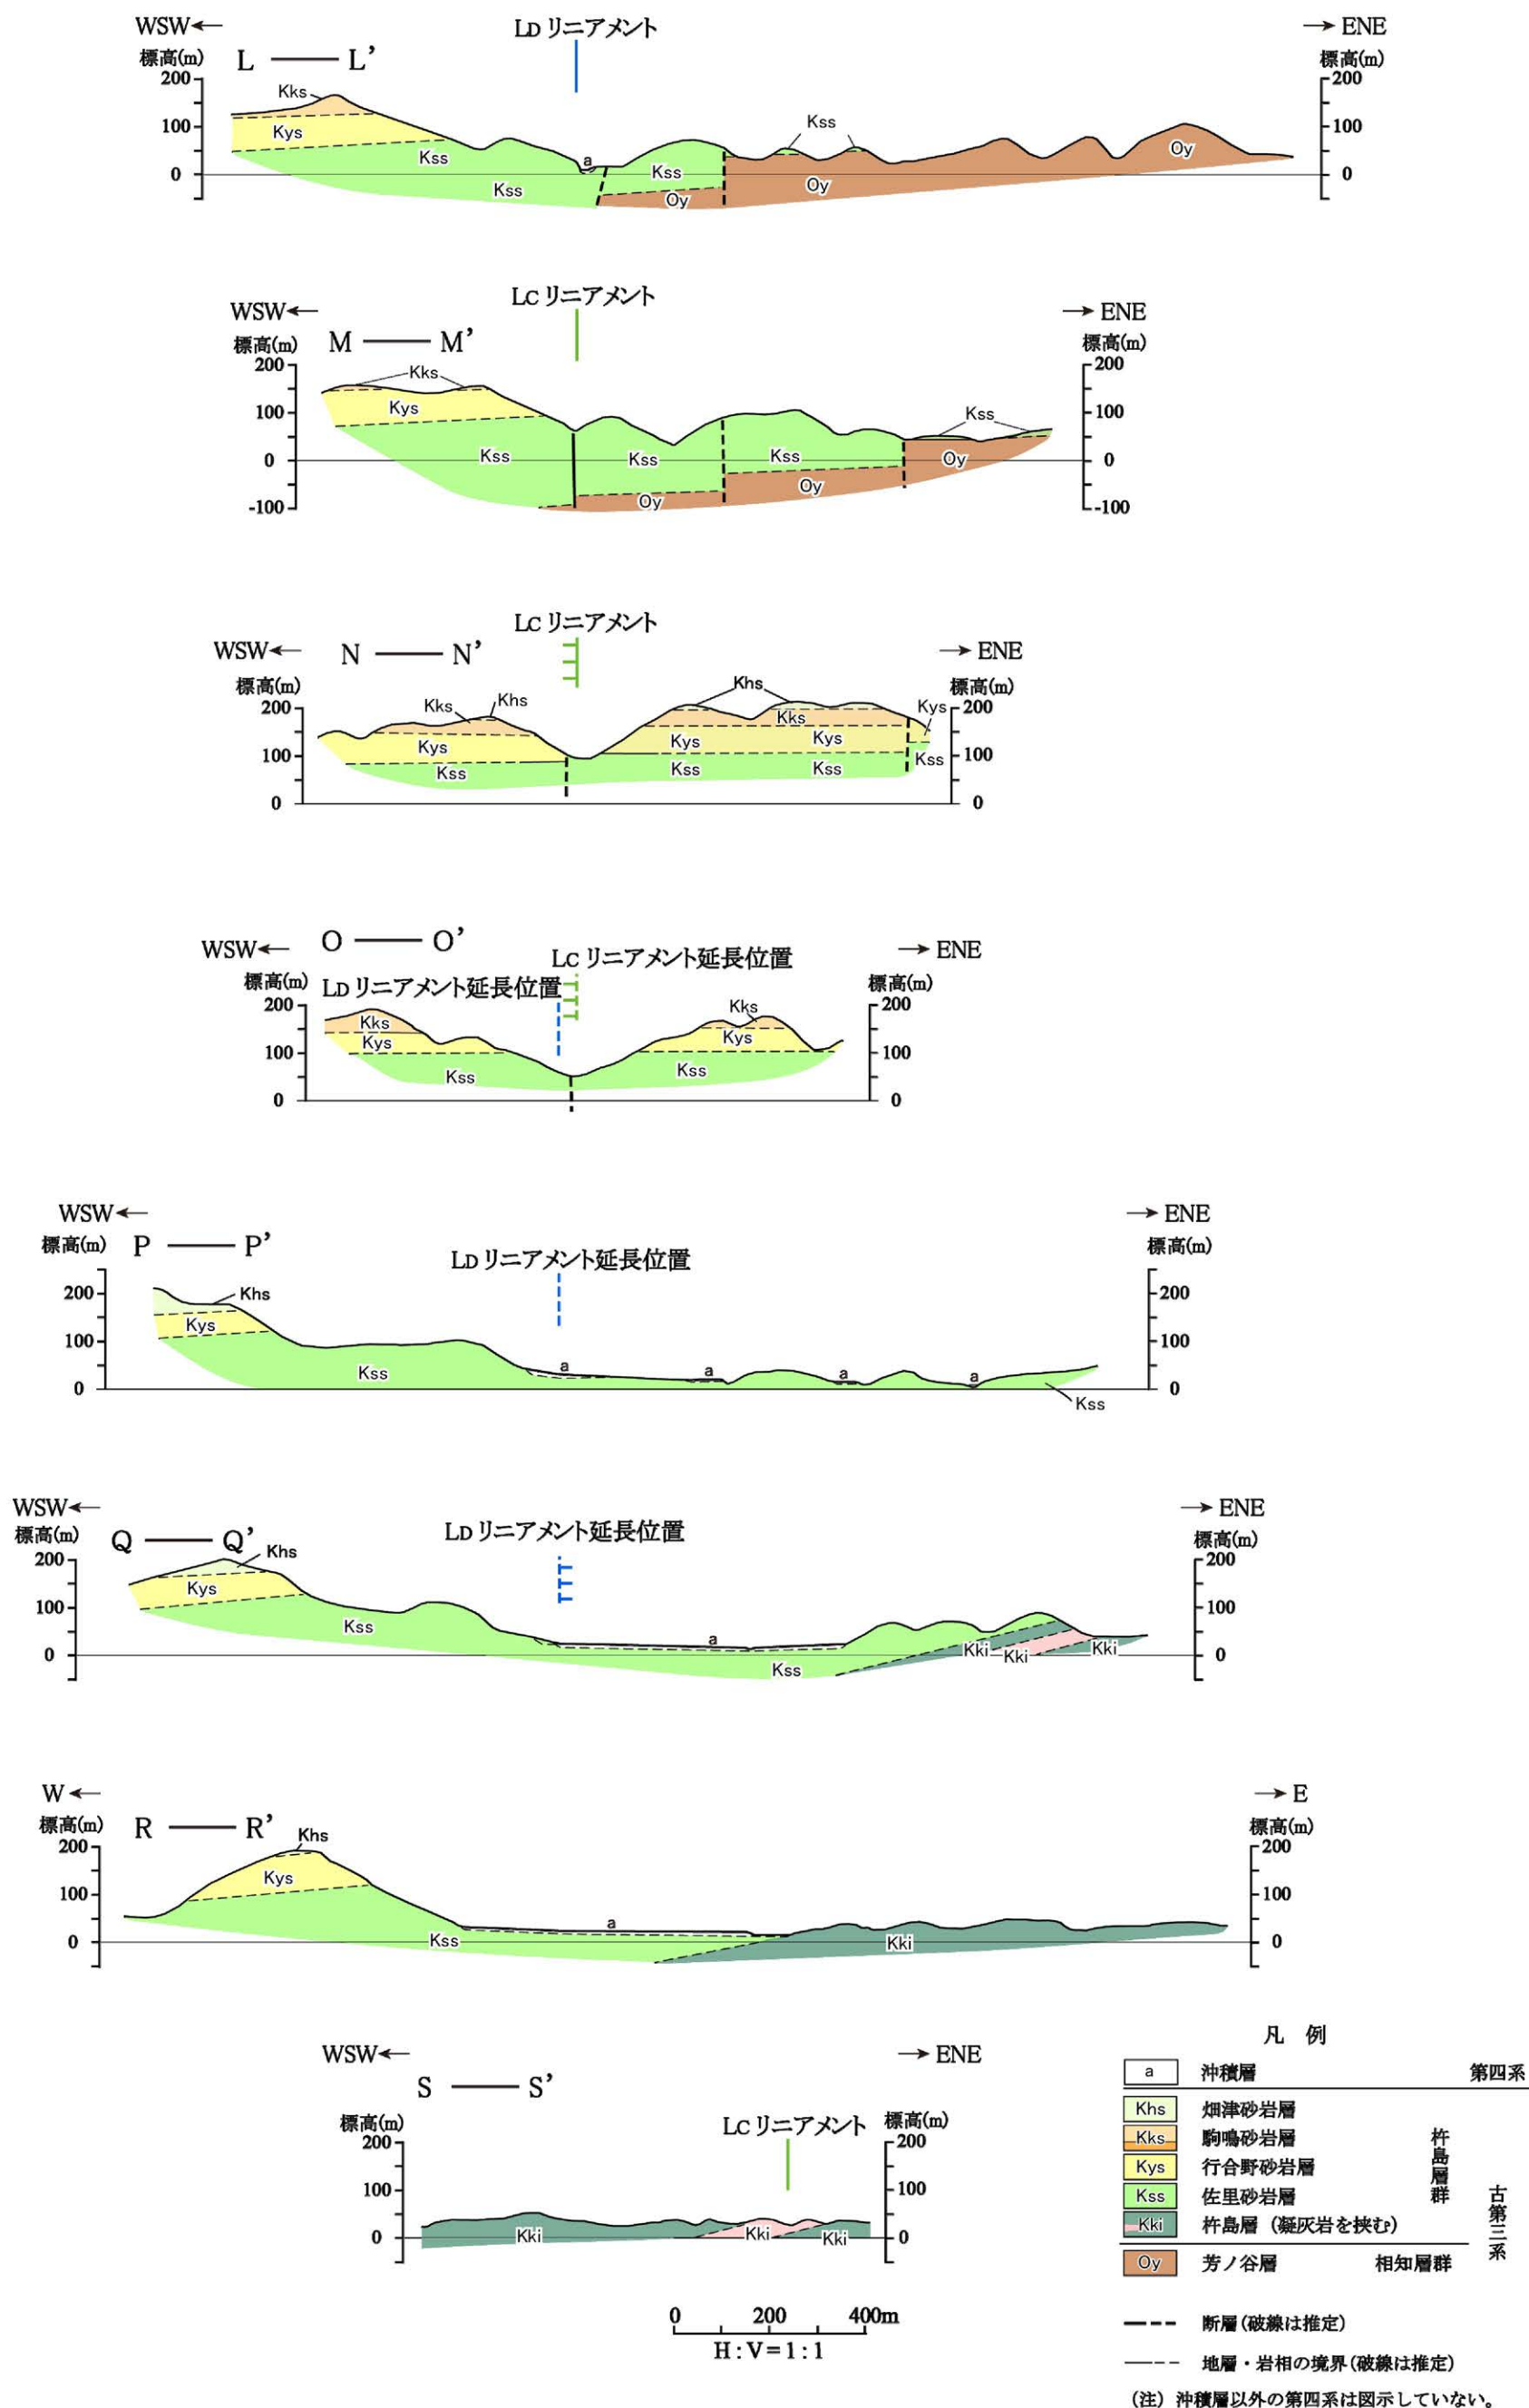 WSW← LD リニアメント → ENE
標高(m) L L’ 標高(m)
200 Kks 200
100 Kys Kss 100
Kss a Kss Oy
0 Kss Oy Oy 0
LC リニアメント
WSW← → ENE
標高(m) M M’ 標高(m)
200 Kks 200
100 Kys Kss 100
0 Kss Kss Kss Oy 0
Oy Oy
-100 -100
LC リニアメント
WSW← N N’ → ENE
標高(m) Khs 標高(m)
200 Kks Khs Kks Kys 200
Kys Kys Kys
100 Kss Kss Kss Kss 100
0 0
WSW← O O’ LC リニアメント延長位置 → ENE
標高(m) LD リニアメント延長位置 標高(m)
200 Kks Kks 200
Kys Kys
100 Kss Kss 100
0 0
WSW← → ENE
標高(m) P P’ LD リニアメント延長位置 標高(m)
200 Khs 200
Kys
100 100
Kss a a a a
0 0
Kss
WSW← → ENE
標高(m) Q Q’ LD リニアメント延長位置 標高(m)
200 Khs 200
Kys
100 100
Kss a
0 Kss Kki Kki Kki 0
W← → E
標高(m) R R’ 標高(m)
200 Khs 200
Kys
100 100
a
0 Kss Kki 0
WSW← → ENE
S S’
標高(m) LC リニアメント 標高(m)
200 200
100 100
0 Kki Kki Kki 0
0 200 400m
H : V = 1 : 1
凡 例
a 沖積層 第四系
Khs 畑津砂岩層
Kks 駒鳴砂岩層
Kys 行合野砂岩層
Kss 佐里砂岩層
Kki 杵島層（凝灰岩を挟む）
杵島層群
Oy 芳ノ谷層 相知層群
古第三系
断層(破線は推定)
地層・岩相の境界(破線は推定)
（注）沖積層以外の第四系は図示していない。